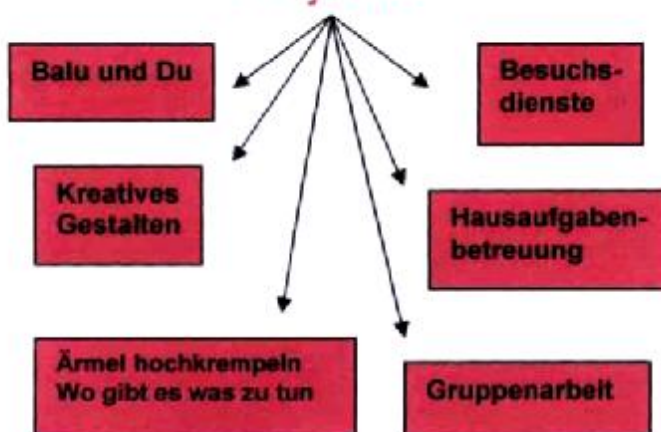 Balu und Du
Besuchs-
dienste
Kreatives
Gestalten
Hausaufgaben-
betreuung
Ärmel hochkrempeln
Wo gibt es was zu tun
Gruppenarbeit